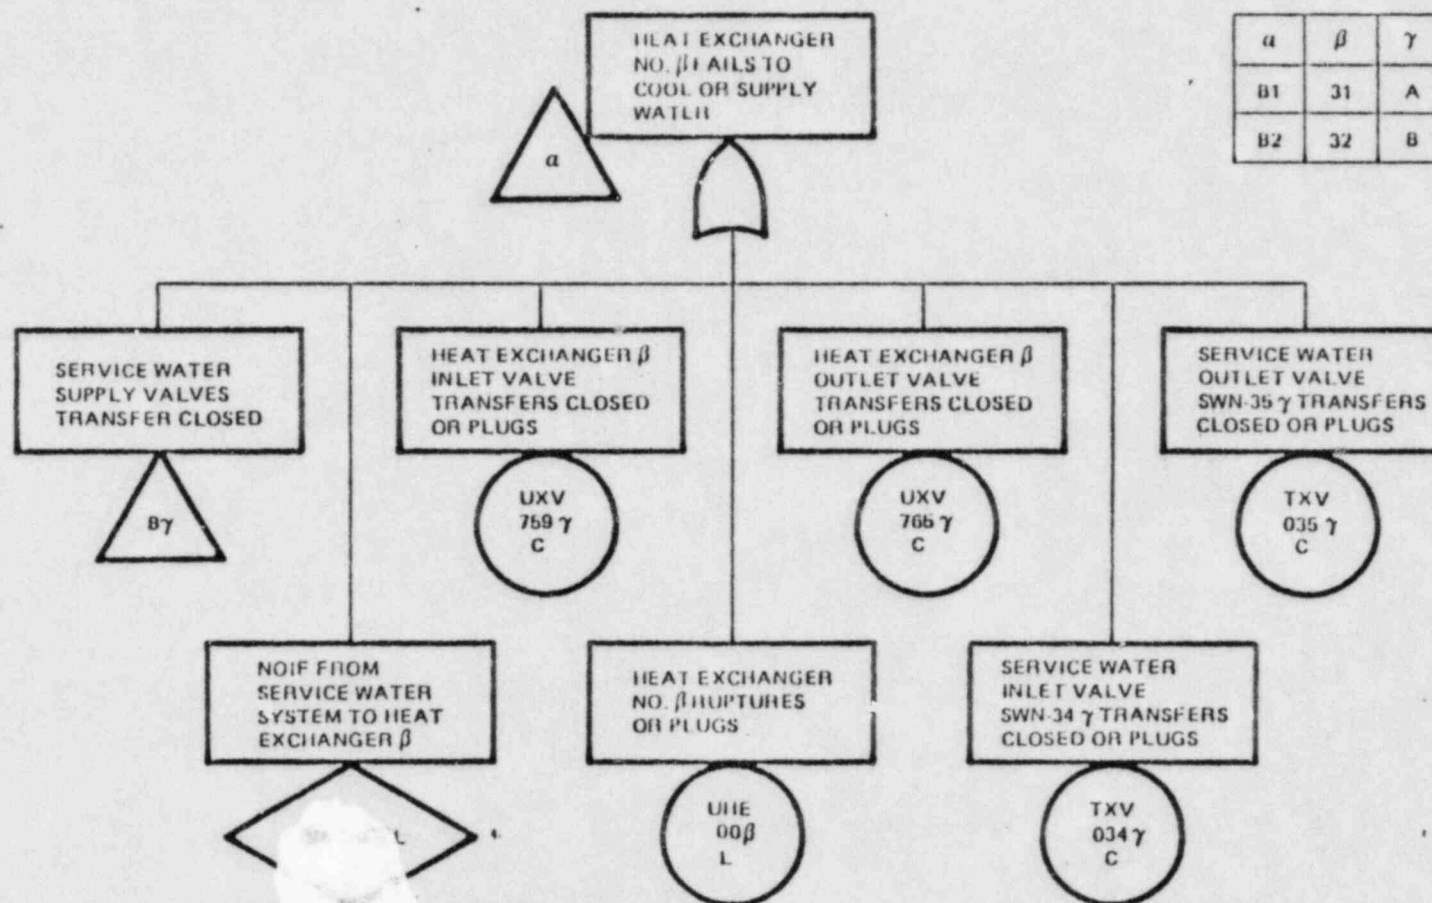 HEAT EXCHANGER
NO. β FAILS TO
COOL OR SUPPLY
WATER
α
α β γ
B1 31 A
B2 32 B
SERVICE WATER
SUPPLY VALVES
TRANSFER CLOSED
Bγ
HEAT EXCHANGER β
INLET VALVE
TRANSFERS CLOSED
OR PLUGS
UXV
759 γ
C
HEAT EXCHANGER β
OUTLET VALVE
TRANSFERS CLOSED
OR PLUGS
UXV
765 γ
C
SERVICE WATER
OUTLET VALVE
SWN-35 γ TRANSFERS
CLOSED OR PLUGS
TXV
035 γ
C
NOIF FROM
SERVICE WATER
SYSTEM TO HEAT
EXCHANGER β
L
HEAT EXCHANGER
NO. β RUPTURES
OR PLUGS
UHE
00β
L
SERVICE WATER
INLET VALVE
SWN-34 γ TRANSFERS
CLOSED OR PLUGS
TXV
034 γ
C